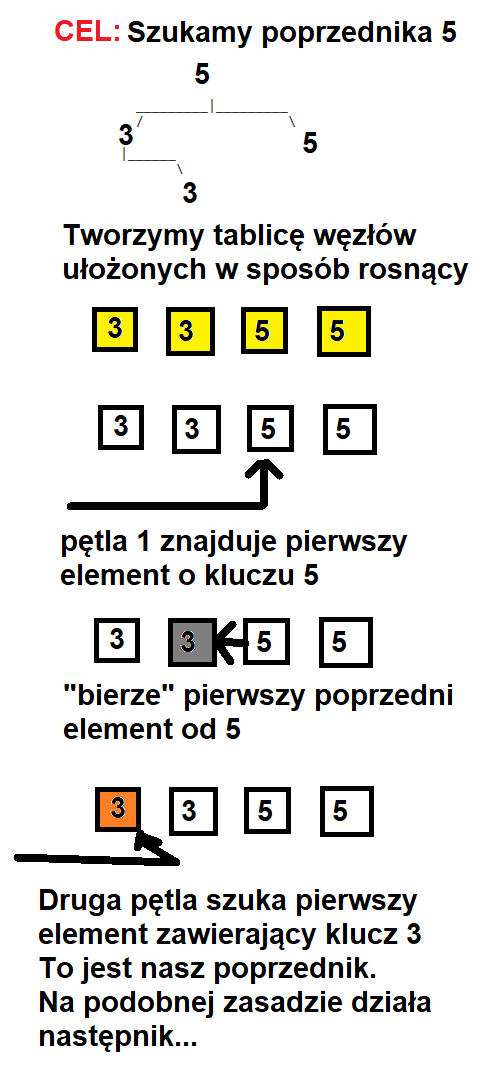 CEL: Szukamy poprzednika 5
5
3 5
3
Tworzymy tablicę węzłów
ułożonych w sposób rosnący
3 3 5 5
3 3 5 5
pętla 1 znajduje pierwszy
element o kluczu 5
3 3 5 5
"bierze" pierwszy poprzedni
element od 5
3 3 5 5
Druga pętla szuka pierwszy
element zawierający klucz 3
To jest nasz poprzednik.
Na podobnej zasadzie działa
następnik...